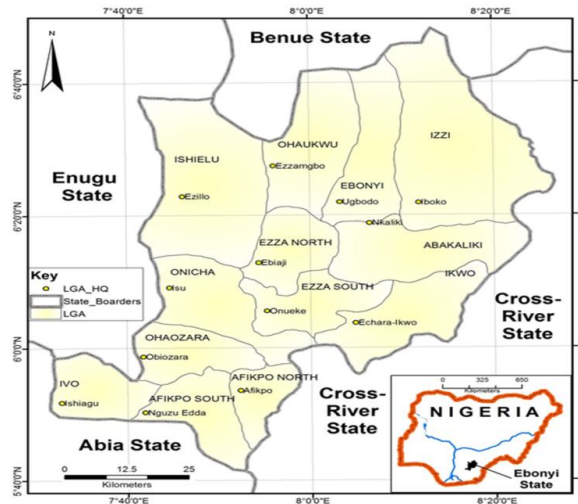 7°40'0"E
8°0'0"E
8°20'0"E
N
Benue State
6°40'0"N
OHAUKWU
IZZI
ISHIELU
Ezzamgbo
Enugu
State
EBONYI
Ezillo
Ugbodo
Iboko
6°20'0"N
Nkaliki
EZZA NORTH
ABAKALIKI
Key
LGA_HQ
State_Boarders
LGA
ONICHA
Ebiaji
IKWO
EZZA SOUTH
Isu
Onueke
Echara-Ikwo
Cross-
River
State
6°0'0"N
OHAOZARA
Obiozara
IVO
AFIKPO NORTH
Afikpo
AFIKPO SOUTH
Ishiagu
Nguzu Edda
Cross-
River
State
Abia State
0 12.5 25
Kilometers
0 325 650
Kilometers
NIGERIA
Ebonyi
State
5°40'0"N
7°40'0"E
8°0'0"E
8°20'0"E